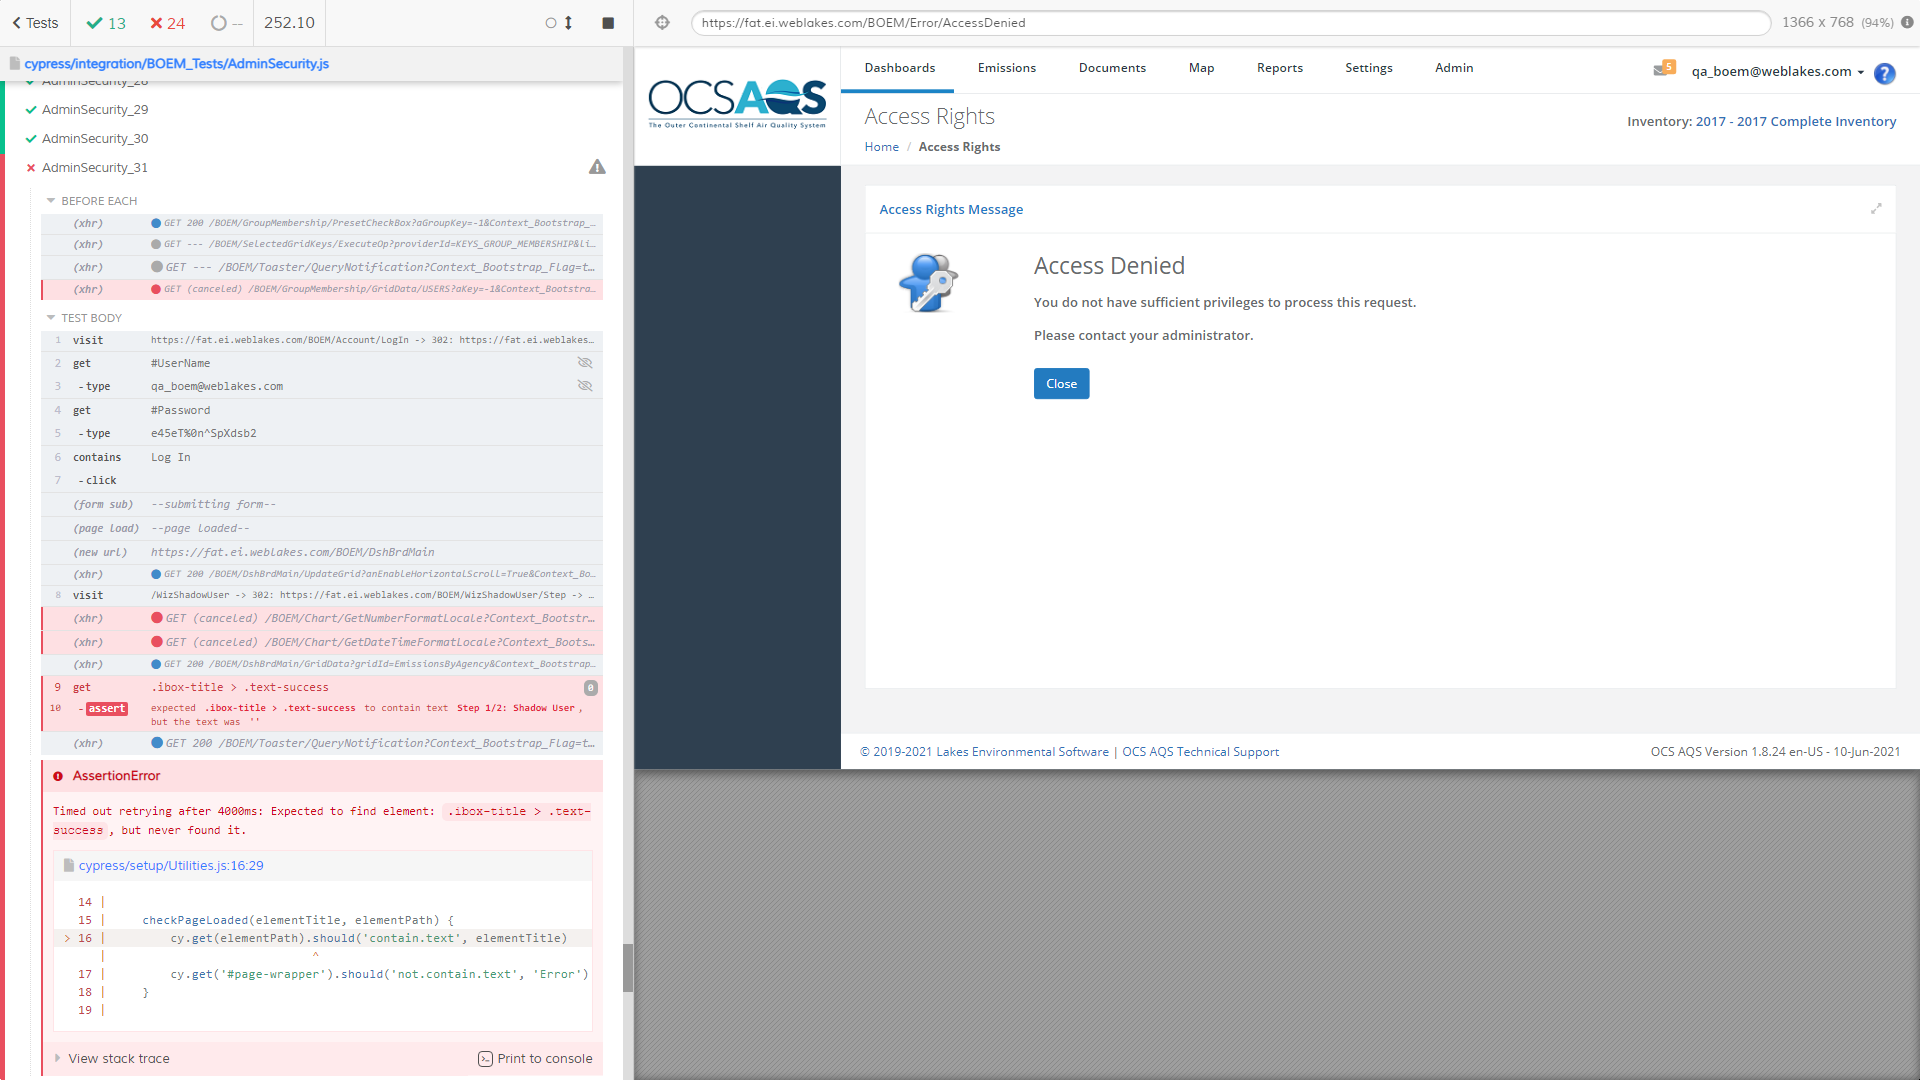 Tests
13
24
--
252.10
https://fat.ei.weblakes.com/BOEM/Error/AccessDenied
1366 x 768 (94%)
cypress/integration/BOEM_Tests/AdminSecurity.js
AdminSecurity_28
AdminSecurity_29
AdminSecurity_30
AdminSecurity_31
BEFORE EACH
(xhr) GET 200 /BOEM/GroupMembership/PresetCheckBox?aGroupKey=-1&Context_Bootstrap_...
(xhr) GET --- /BOEM/SelectedGridKeys/ExecuteOp?providerId=KEYS_GROUP_MEMBERSHIP&Li...
(xhr) GET --- /BOEM/Toaster/QueryNotification?Context_Bootstrap_Flag=t...
(xhr) GET (canceled) /BOEM/GroupMembership/GridData/USERS?aKey=-1&Context_Bootstra...
TEST BODY
1 visit https://fat.ei.weblakes.com/BOEM/Account/LogIn -> 302: https://fat.ei.weblakes...
2 get #UserName
3 -type qa_boem@weblakes.com
4 get #Password
5 -type e45eT%0n^SpXdsb2
6 contains Log In
7 -click
(form sub) --submitting form--
(page load) --page loaded--
(new url) https://fat.ei.weblakes.com/BOEM/DshBrdMain
(xhr) GET 200 /BOEM/DshBrdMain/UpdateGrid?anEnableHorizontalScroll=True&Context_Bo...
8 visit /WizShadowUser -> 302: https://fat.ei.weblakes.com/BOEM/WizShadowUser/Step -> ...
(xhr) GET (canceled) /BOEM/Chart/GetNumberFormatLocale?Context_Bootstr...
(xhr) GET (canceled) /BOEM/Chart/GetDateTimeFormatLocale?Context_Boots...
(xhr) GET 200 /BOEM/DshBrdMain/GridData?gridId=EmissionsByAgency&Context_Bootstrap...
9 get .ibox-title > .text-success 0
10 -assert expected .ibox-title > .text-success to contain text Step 1/2: Shadow User,
but the text was ''
(xhr) GET 200 /BOEM/Toaster/QueryNotification?Context_Bootstrap_Flag=t...
AssertionError
Timed out retrying after 4000ms: Expected to find element: .ibox-title > .text-
success, but never found it.
cypress/setup/Utilities.js:16:29
14 |
15 | checkPageLoaded(elementTitle, elementPath) {
> 16 | cy.get(elementPath).should('contain.text', elementTitle)
| ^
17 | cy.get('#page-wrapper').should('not.contain.text', 'Error')
18 | }
19 |
View stack trace
Print to console
OCSAQS
The Outer Continental Shelf Air Quality System
Dashboards
Emissions
Documents
Map
Reports
Settings
Admin
5
qa_boem@weblakes.com
?
Access Rights
Home / Access Rights
Inventory: 2017 - 2017 Complete Inventory
Access Rights Message
Access Denied
You do not have sufficient privileges to process this request.
Please contact your administrator.
Close
© 2019-2021 Lakes Environmental Software | OCS AQS Technical Support
OCS AQS Version 1.8.24 en-US - 10-Jun-2021